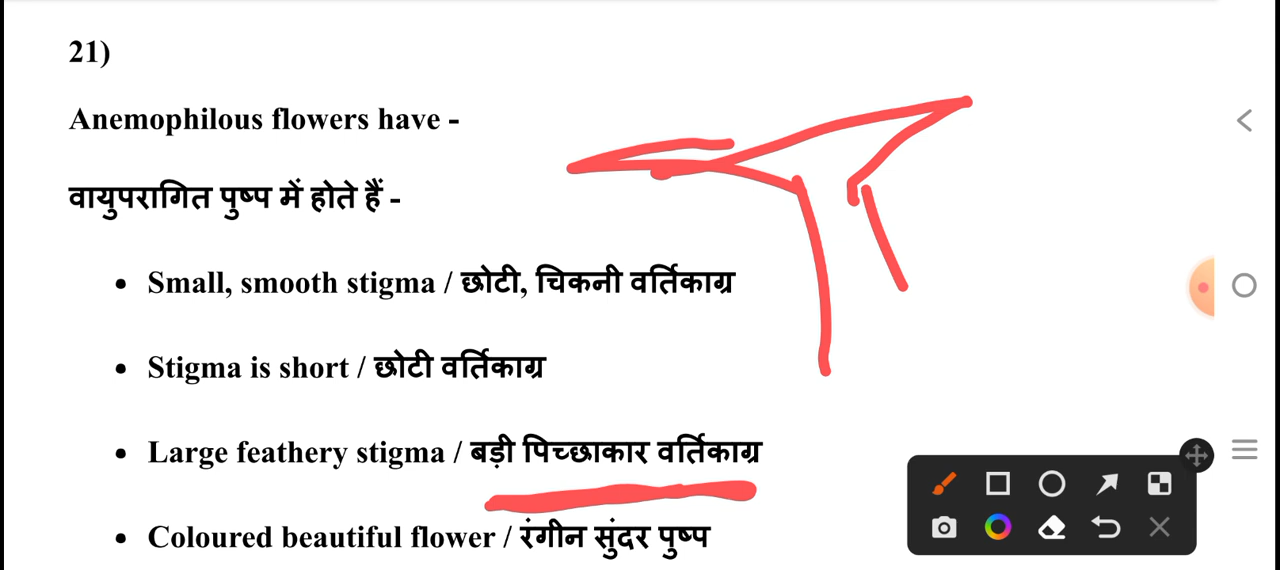 21)
Anemophilous flowers have -
वायुपरागित पुष्प में होते हैं -
• Small, smooth stigma / छोटी, चिकनी वर्तिकाग्र
• Stigma is short / छोटी वर्तिकाग्र
• Large feathery stigma / बड़ी पिच्छाकार वर्तिकाग्र
• Coloured beautiful flower / रंगीन सुंदर पुष्प